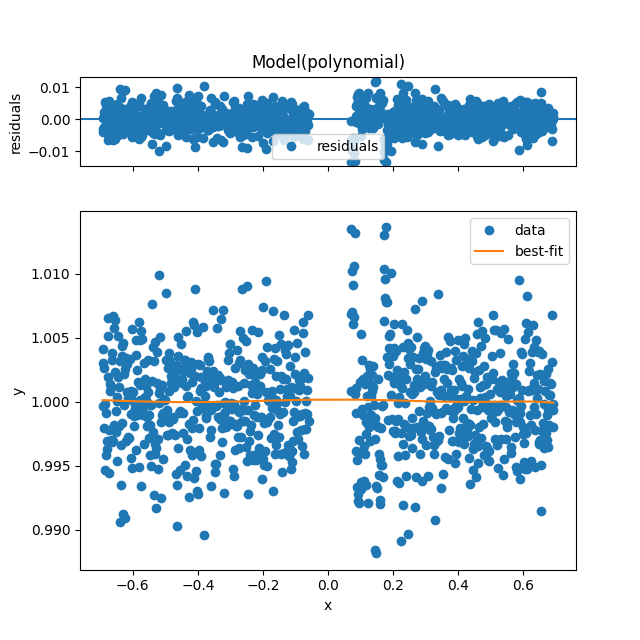 Model(polynomial)
residuals
0.01
0.00
−0.01
residuals
y
1.010
1.005
1.000
0.995
0.990
data
best-fit
−0.6 −0.4 −0.2 0.0 0.2 0.4 0.6
x